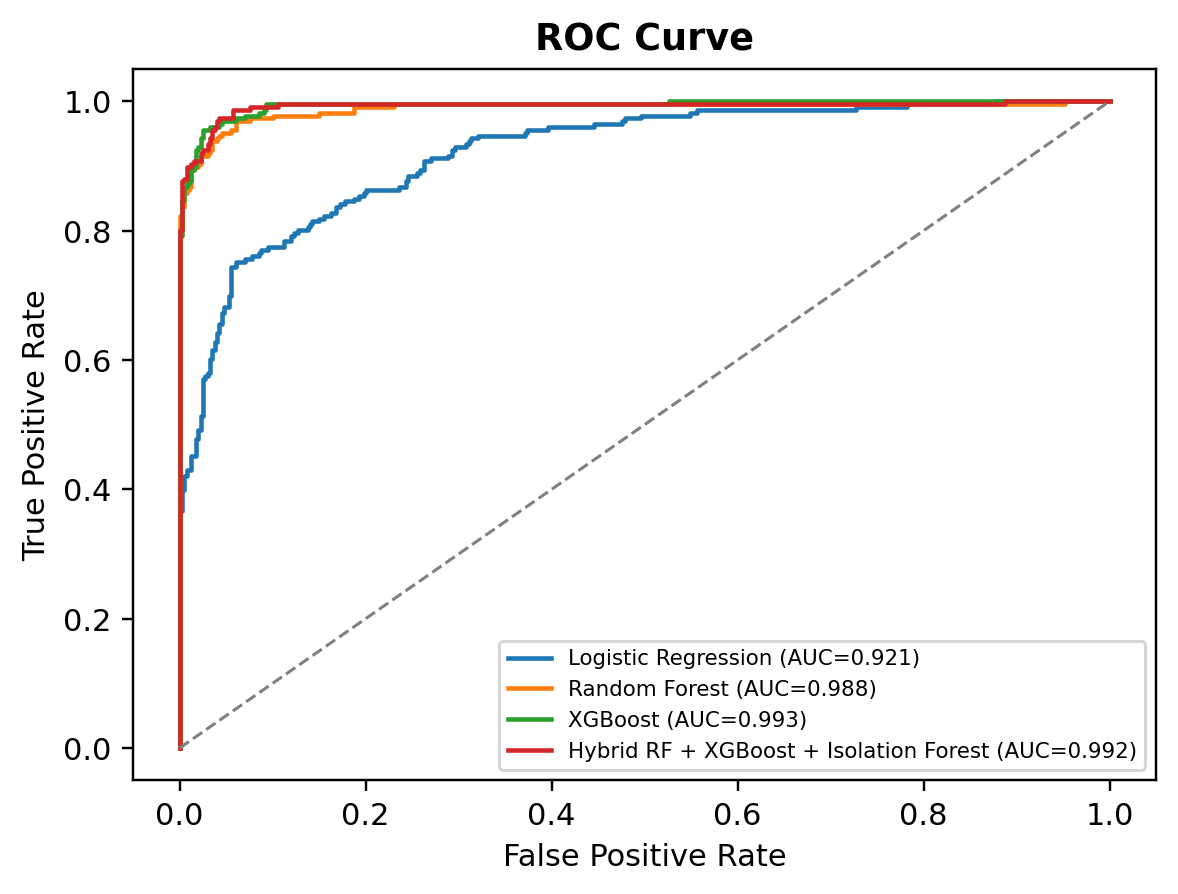 ROC Curve
True Positive Rate
1.0
0.8
0.6
0.4
0.2
0.0
Logistic Regression (AUC=0.921)
Random Forest (AUC=0.988)
XGBoost (AUC=0.993)
Hybrid RF + XGBoost + Isolation Forest (AUC=0.992)
0.0 0.2 0.4 0.6 0.8 1.0
False Positive Rate